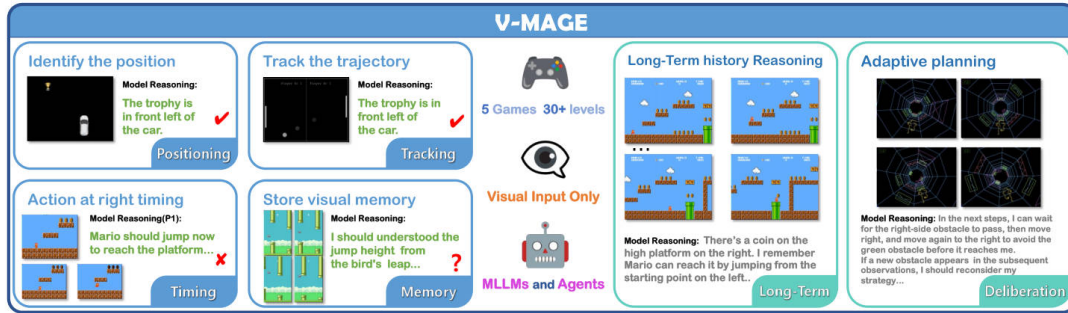 V-MAGE
Identify the position
Model Reasoning:
The trophy is
in front left of
the car.
Positioning
Track the trajectory
Model Reasoning:
The trophy is in
front left of
the car.
Tracking
Action at right timing
Model Reasoning(P1):
Mario should jump now
to reach the platform...
Timing
Store visual memory
Model Reasoning:
I should understood the
jump height from
the bird's leap...
?
Memory
5 Games 30+ levels
Visual Input Only
MLLMs and Agents
Long-Term history Reasoning
...
Model Reasoning: There's a coin on the
high platform on the right. I remember
Mario can reach it by jumping from the
starting point on the left..
Long-Term
Adaptive planning
Model Reasoning: In the next steps, I can wait
for the right-side obstacle to pass, then move
right, and move again to the right to avoid the
green obstacle before it reaches me.
If a new obstacle appears in the subsequent
observations, I should reconsider my
strategy...
Deliberation